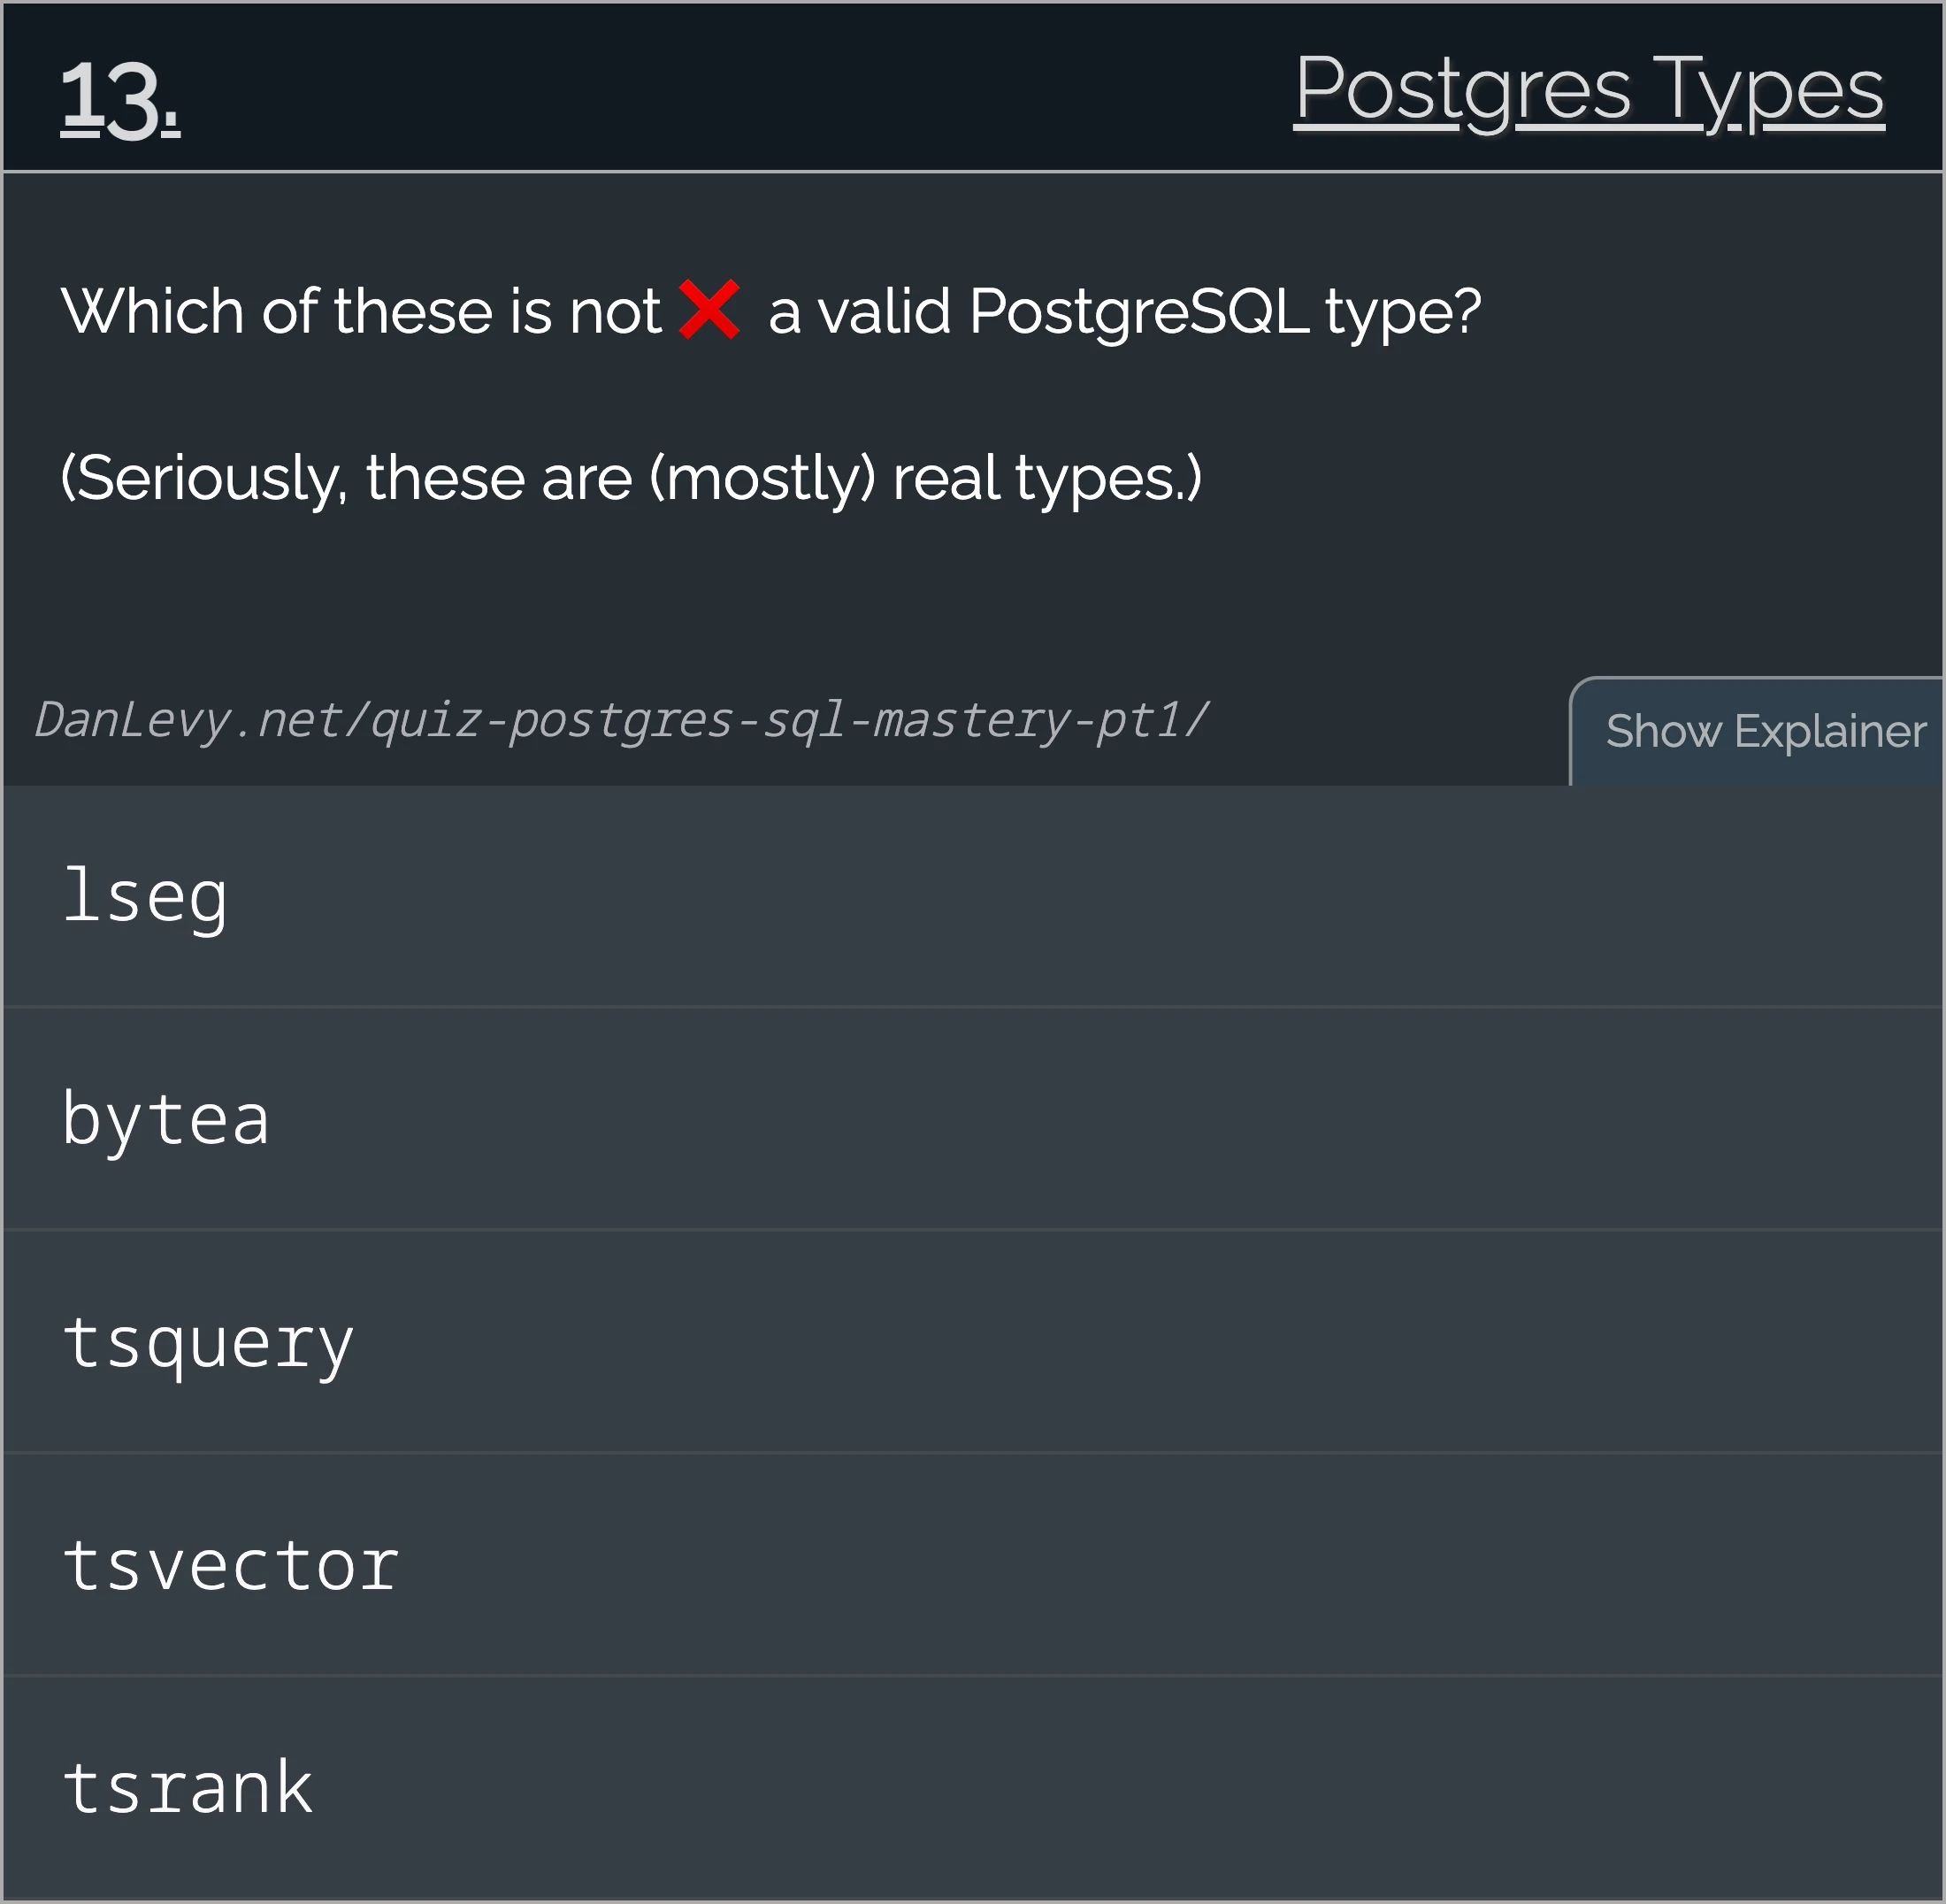 13.
Postgres Types
Which of these is not ❌ a valid PostgreSQL type?
(Seriously, these are (mostly) real types.)
DanLevy.net/quiz-postgres-sql-mastery-pt1/
Show Explainer
lseg
bytea
tsquery
tsvector
tsrank